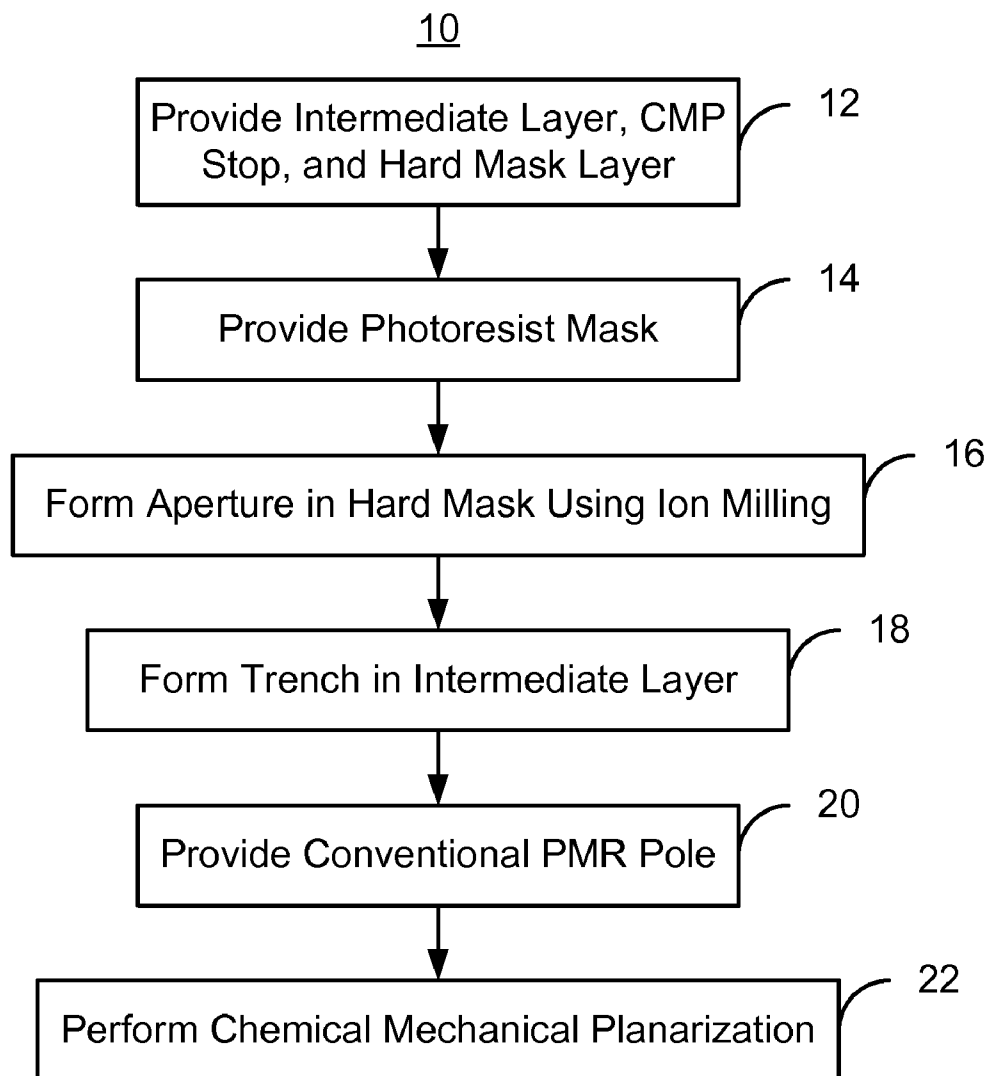 10
Provide Intermediate Layer, CMP
Stop, and Hard Mask Layer
12
Provide Photoresist Mask
14
Form Aperture in Hard Mask Using Ion Milling
16
Form Trench in Intermediate Layer
18
Provide Conventional PMR Pole
20
Perform Chemical Mechanical Planarization
22